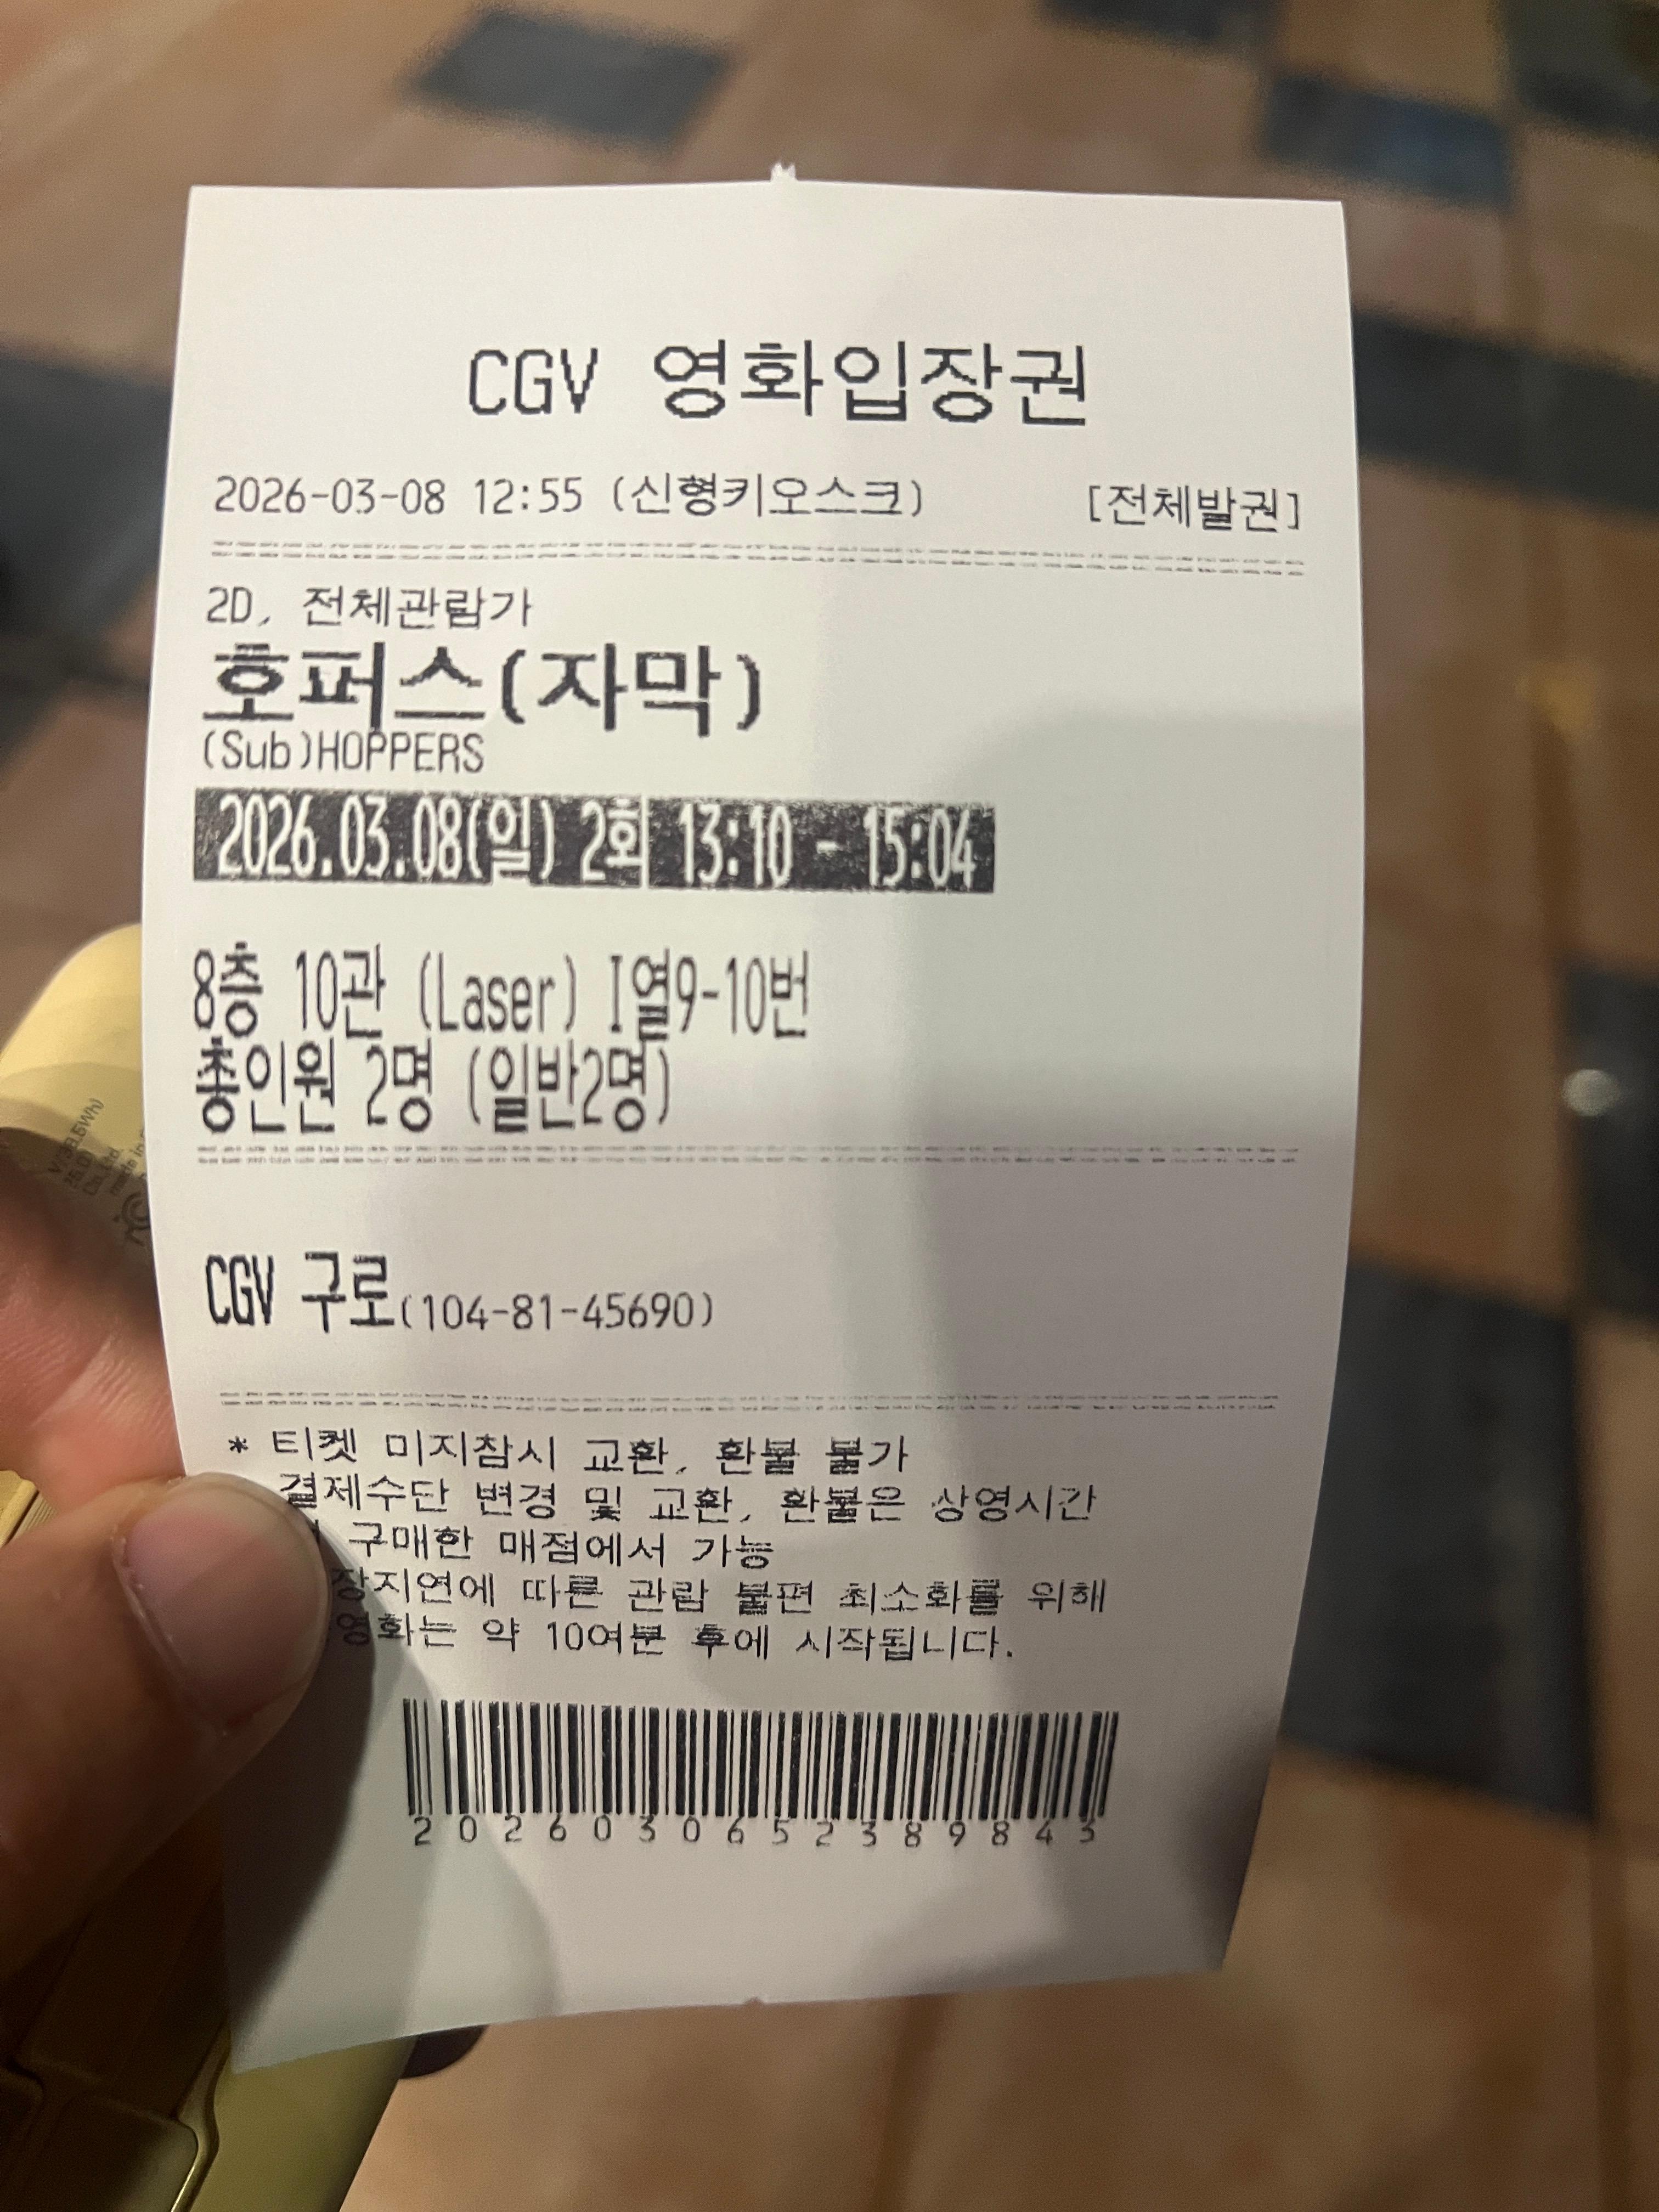 CGV 영화입장권
2026-03-08 12:55 (신형키오스크) [전체발권]
2D, 전체관람가
호퍼스(자막)
(Sub)HOPPERS
2026.03.08(일) 2회 13:10 - 15:04
8층 10관 (Laser) I열9-10번
총인원 2명 (일반2명)
CGV 구로(104-81-45690)
* 티켓 미지참시 교환, 환불 불가
결제수단 변경 및 교환, 환불은 상영시간
구매한 매점에서 가능
장지연에 따른 관람 불편 최소화를 위해
영화는 약 10여분 후에 시작됩니다.
2026030652389843